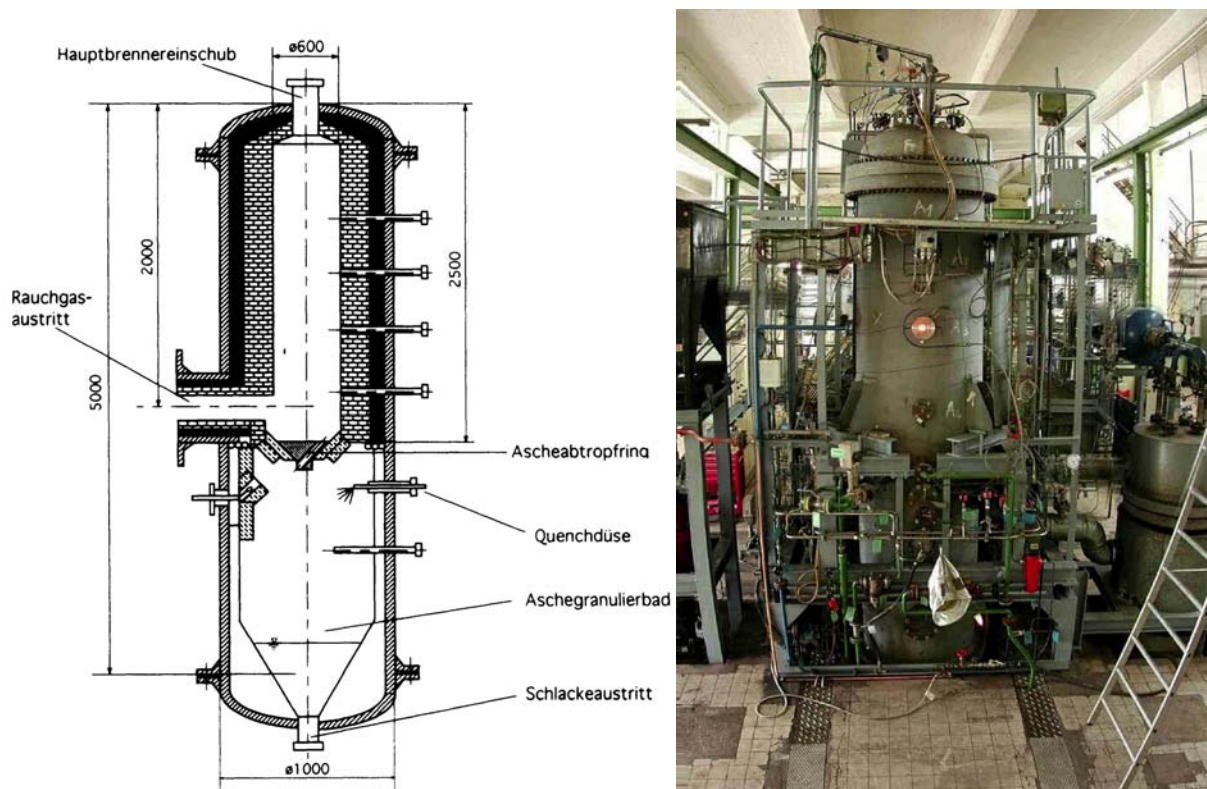 Hauptbrennereinschub
ø600
2000
2500
5000
Rauchgas-
austritt
Ascheabtropfring
Quenchdüse
Aschegranulierbad
Schlackeaustritt
ø1000